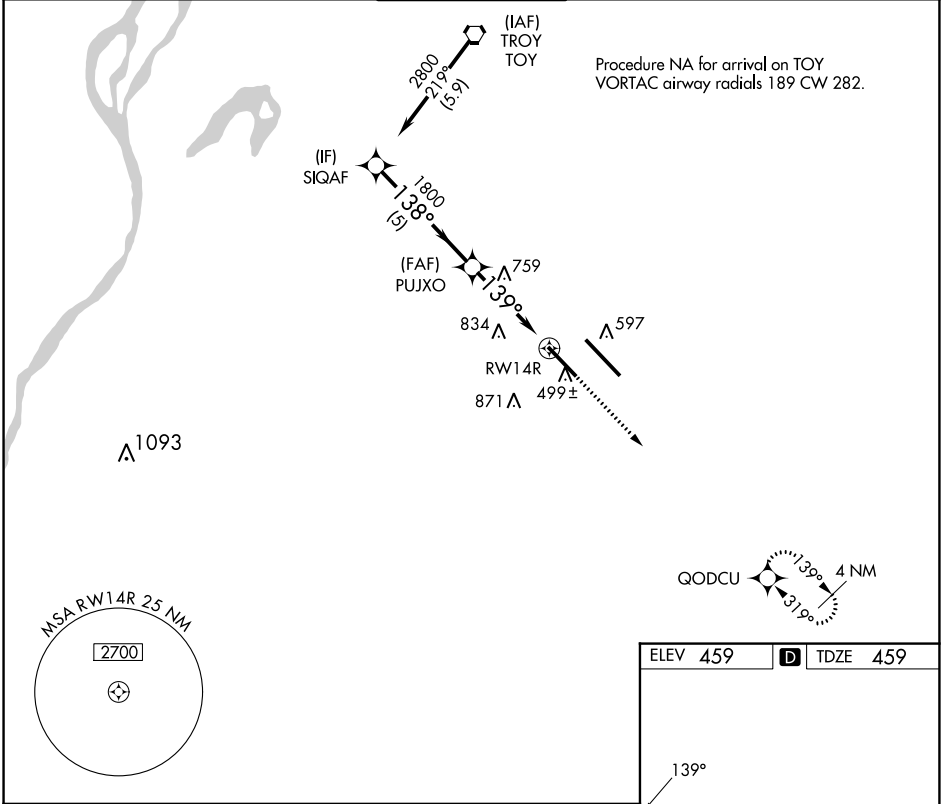 (IAF)
TROY
TOY
Procedure NA for arrival on TOY
VORTAC airway radials 189 CW 282.
2800
219°
(5.9)
(IF)
SIQAF
1800
138°
(5)
(FAF)
PUJXO
759
139°
834
597
RW14R
499±
871
1093
QODCU
139°
4 NM
319°
MSA RW14R 25 NM
2700
ELEV 459
D
TDZE 459
139°